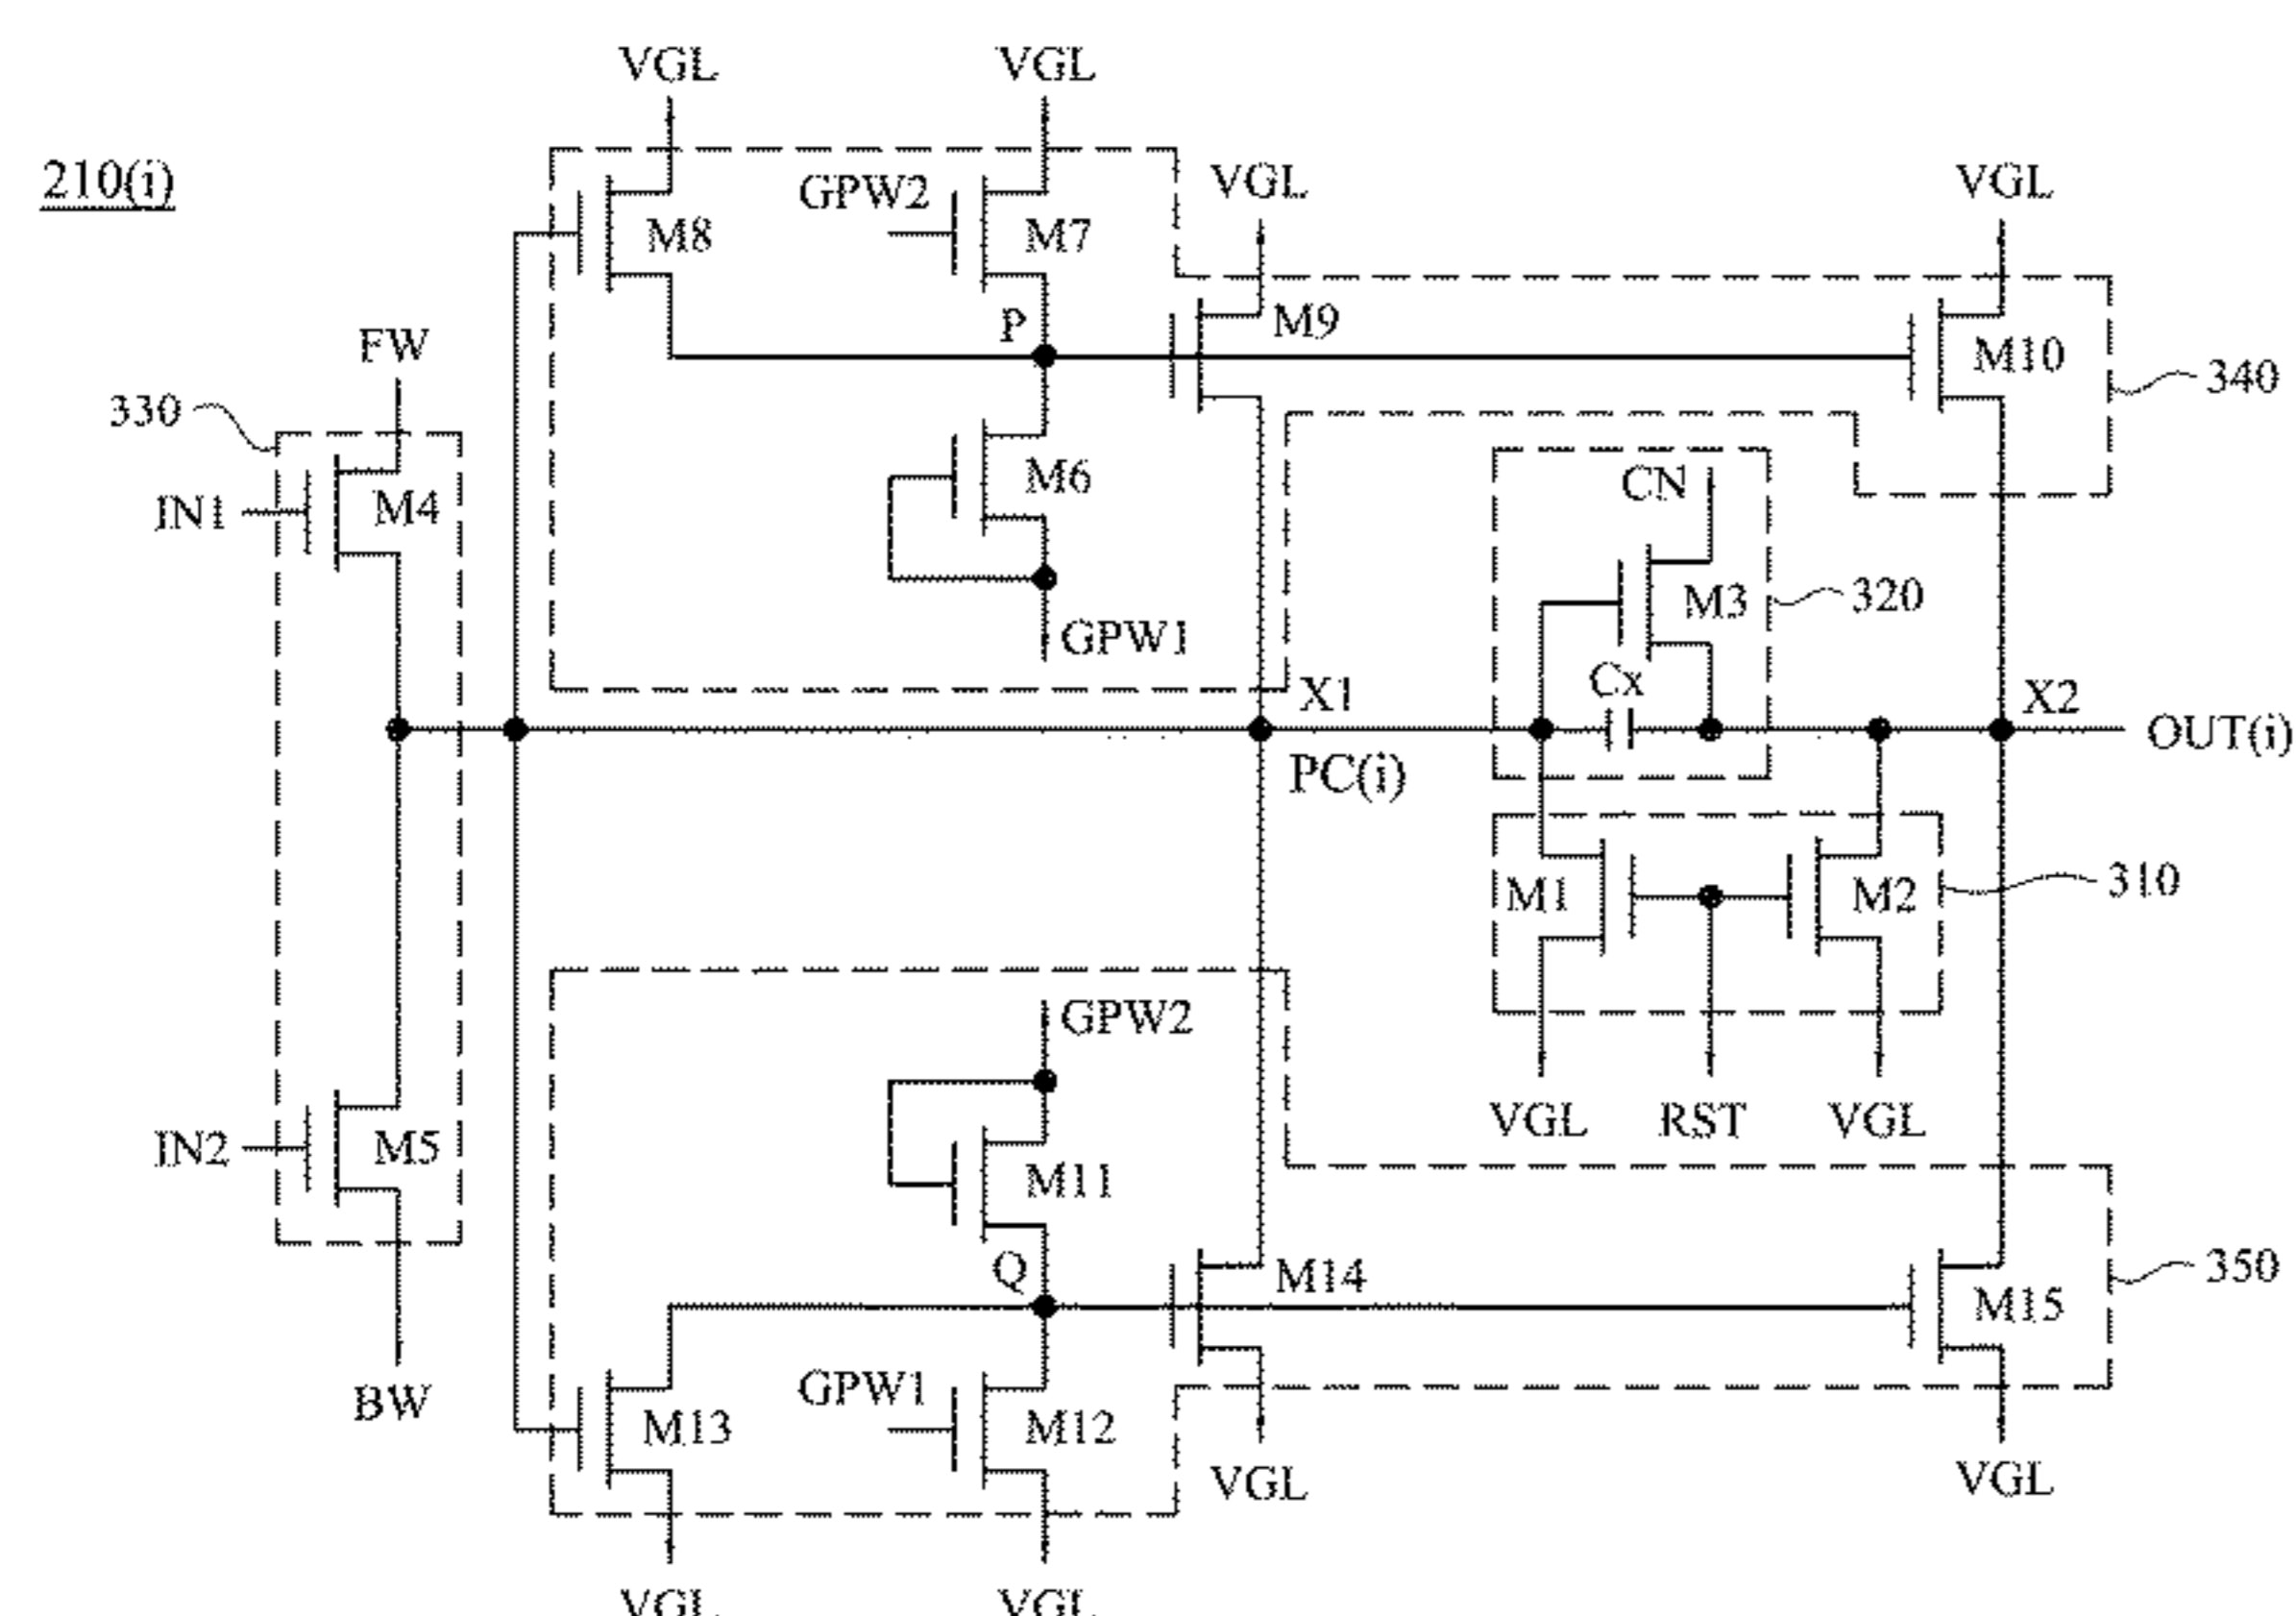 VGL
VGL
210(i)
GPW2
VGL
VGL
M8
M7
P
M9
FW
M10
340
330
M6
CN
IN1
M4
M3
320
GPW1
Cx
X1
X2
OUT(i)
PC(i)
M1
M2
310
GPW2
VGL
RST
VGL
IN2
M5
M11
Q
M14
350
M15
BW
GPW1
M13
M12
VGL
VGL
VGL
VGL